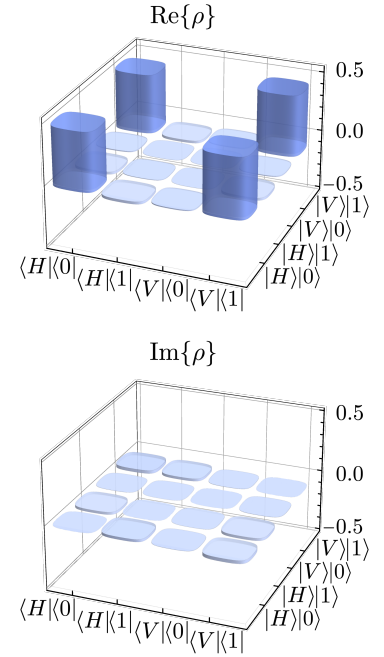 Re{ρ}
0.5
0.0
−0.5
|V⟩|1⟩
|V⟩|0⟩
|H⟩|1⟩
|H⟩|0⟩
⟨H|⟨0|
⟨H|⟨1|
⟨V|⟨0|
⟨V|⟨1|
Im{ρ}
0.5
0.0
−0.5
|V⟩|1⟩
|V⟩|0⟩
|H⟩|1⟩
|H⟩|0⟩
⟨H|⟨0|
⟨H|⟨1|
⟨V|⟨0|
⟨V|⟨1|